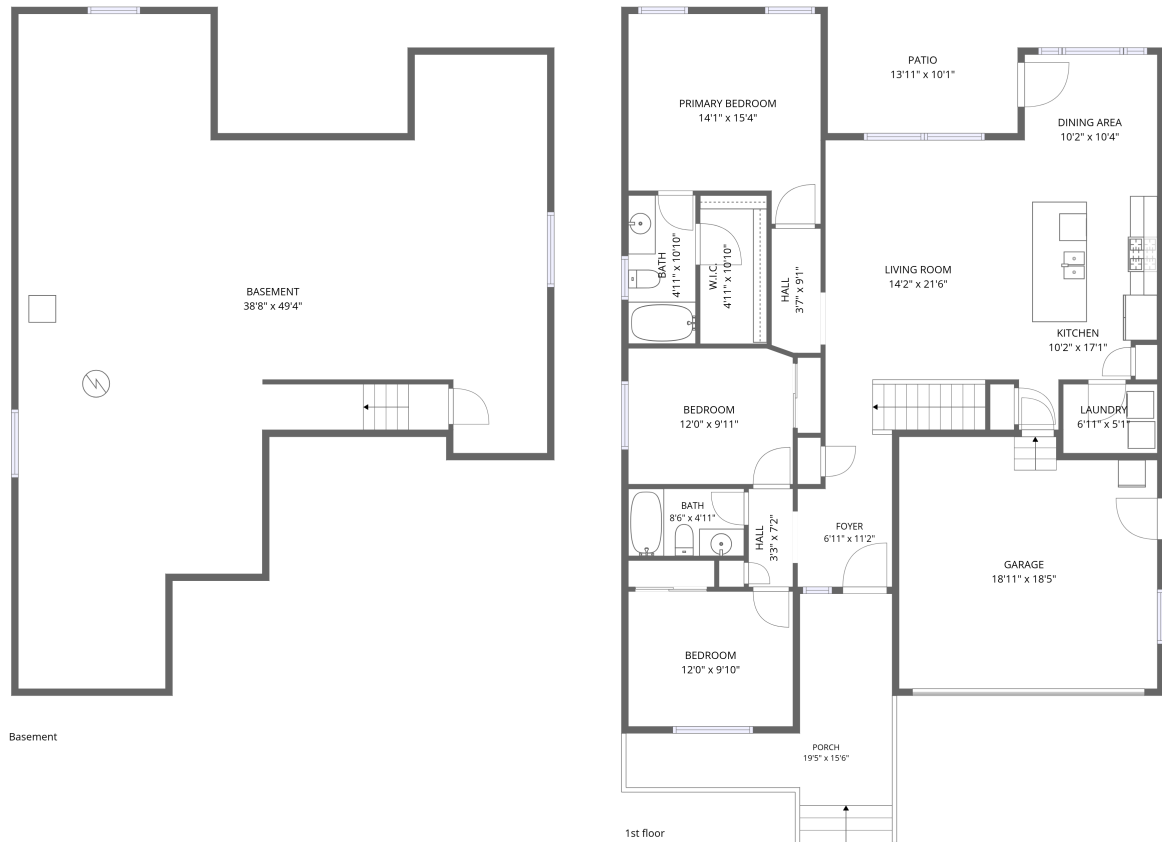 BASEMENT
38'8" x 49'4"
Basement
PRIMARY BEDROOM
14'1" x 15'4"
PATIO
13'11" x 10'1"
DINING AREA
10'2" x 10'4"
BATH
4'11" x 10'10"
W.I.C.
4'11" x 10'10"
HALL
3'7" x 9'1"
LIVING ROOM
14'2" x 21'6"
KITCHEN
10'2" x 17'1"
BEDROOM
12'0" x 9'11"
LAUNDRY
6'11" x 5'1"
BATH
8'6" x 4'11"
HALL
3'3" x 7'2"
FOYER
6'11" x 11'2"
GARAGE
18'11" x 18'5"
BEDROOM
12'0" x 9'10"
PORCH
19'5" x 15'6"
1st floor